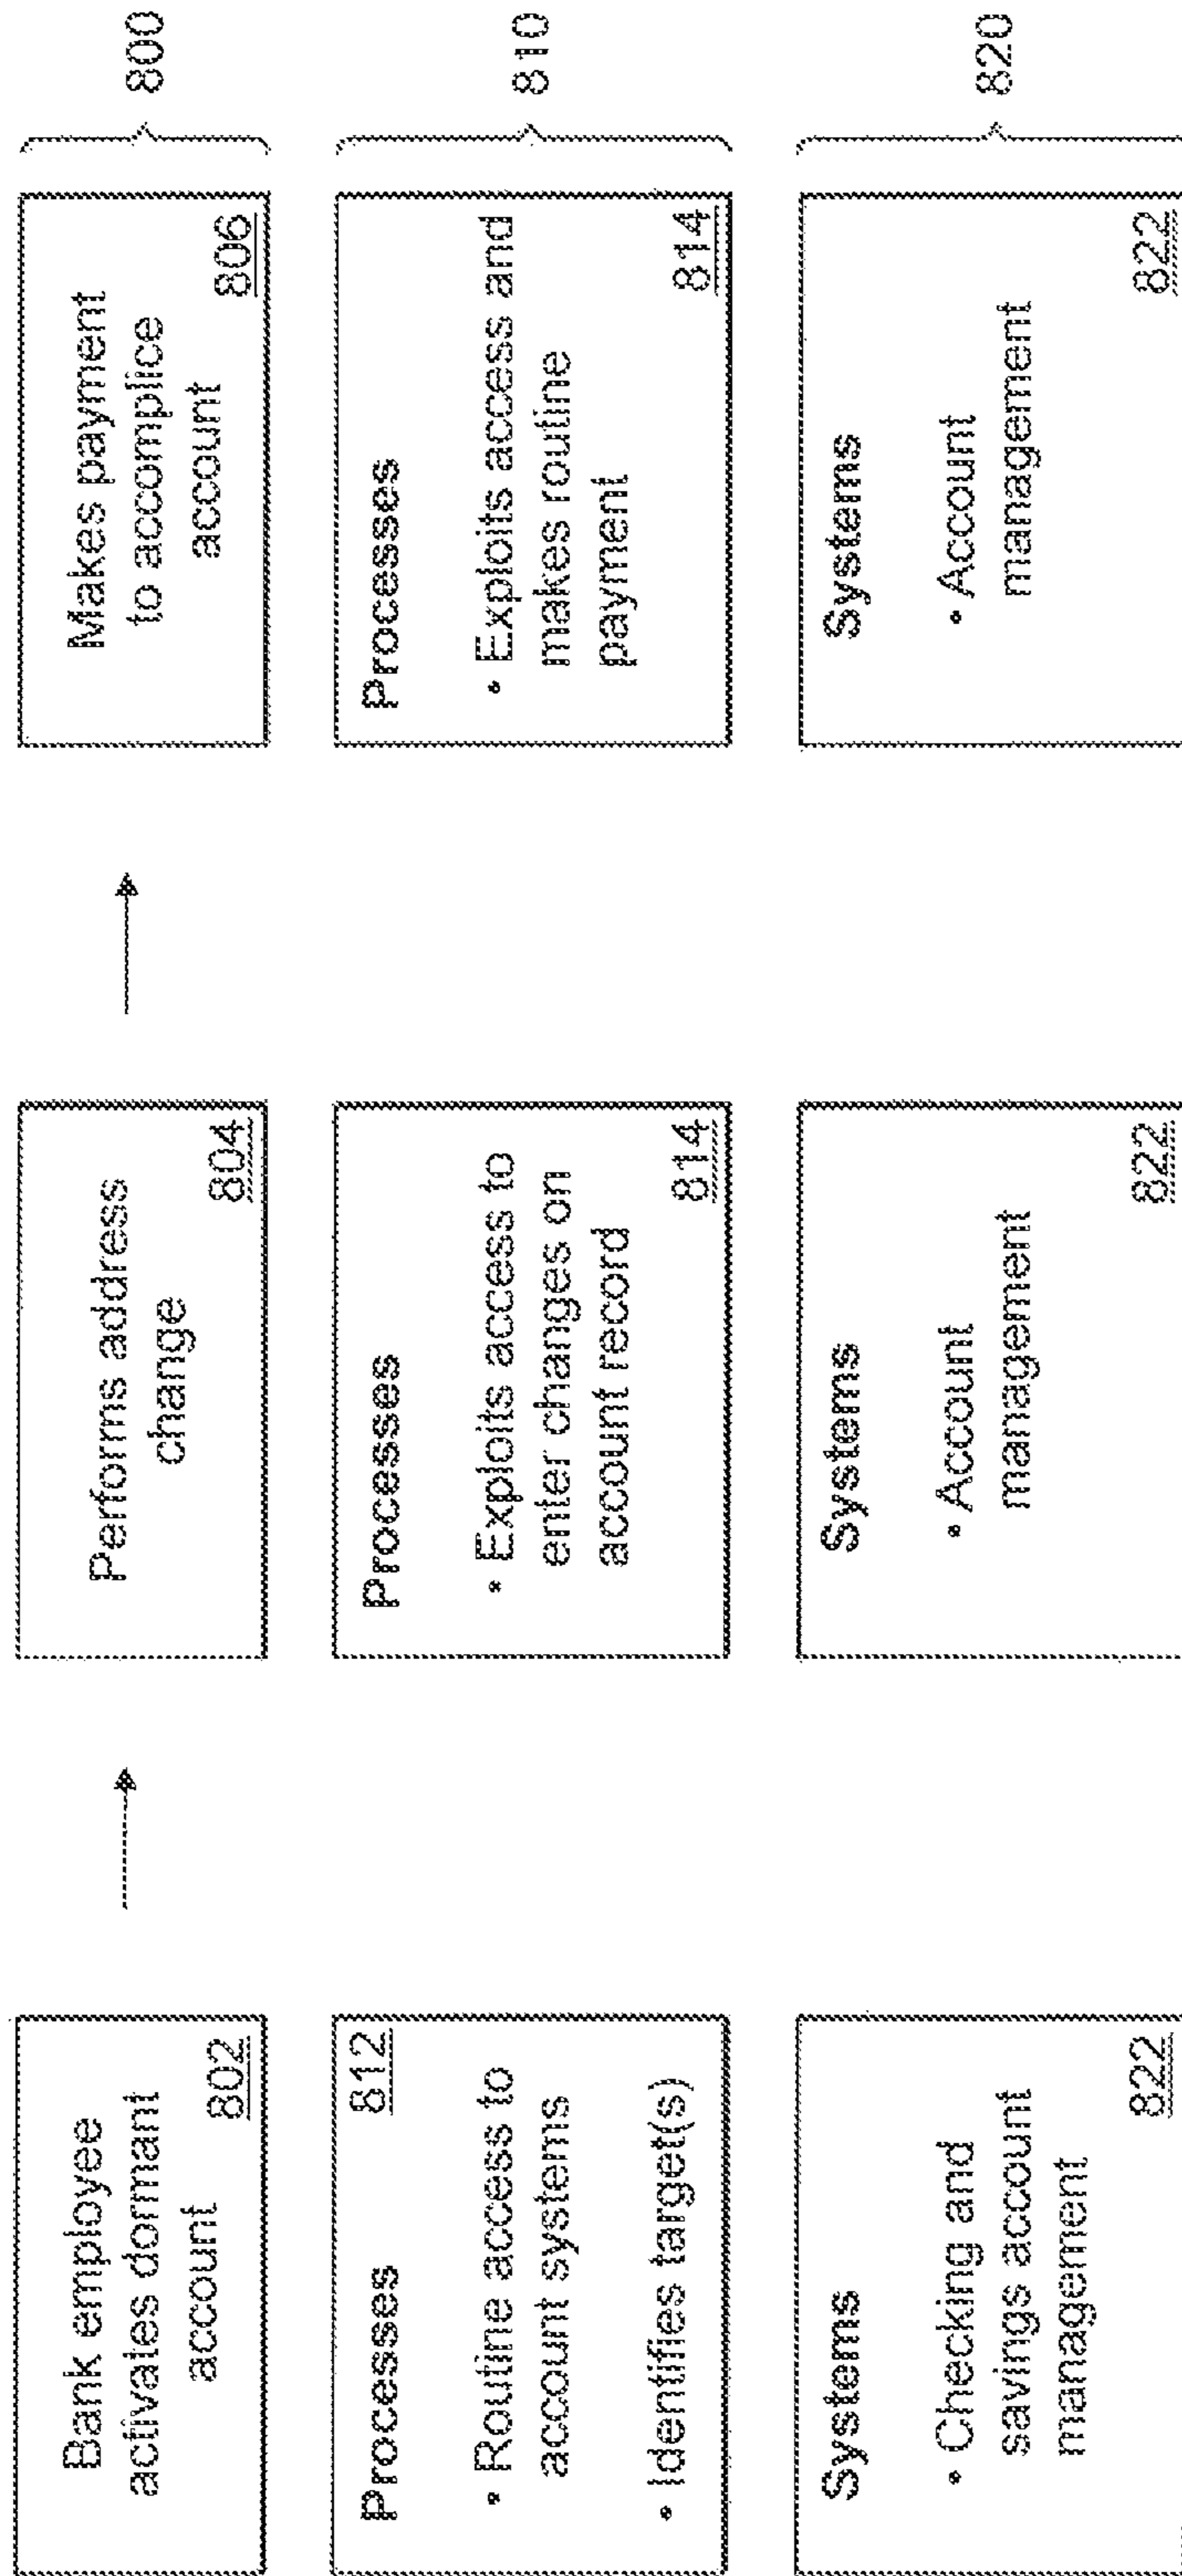 Bank employee
activates dormant
account
802
Performs address
change
804
Makes payment
to accomplice
account
806
800
Processes
812
• Routine access to
account systems
• Identifies target(s)
Processes
• Exploits access to
enter changes on
account record
814
Processes
• Exploits access and
makes routine
payment
814
810
Systems
• Checking and
savings account
management
822
Systems
• Account
management
822
Systems
• Account
management
822
820